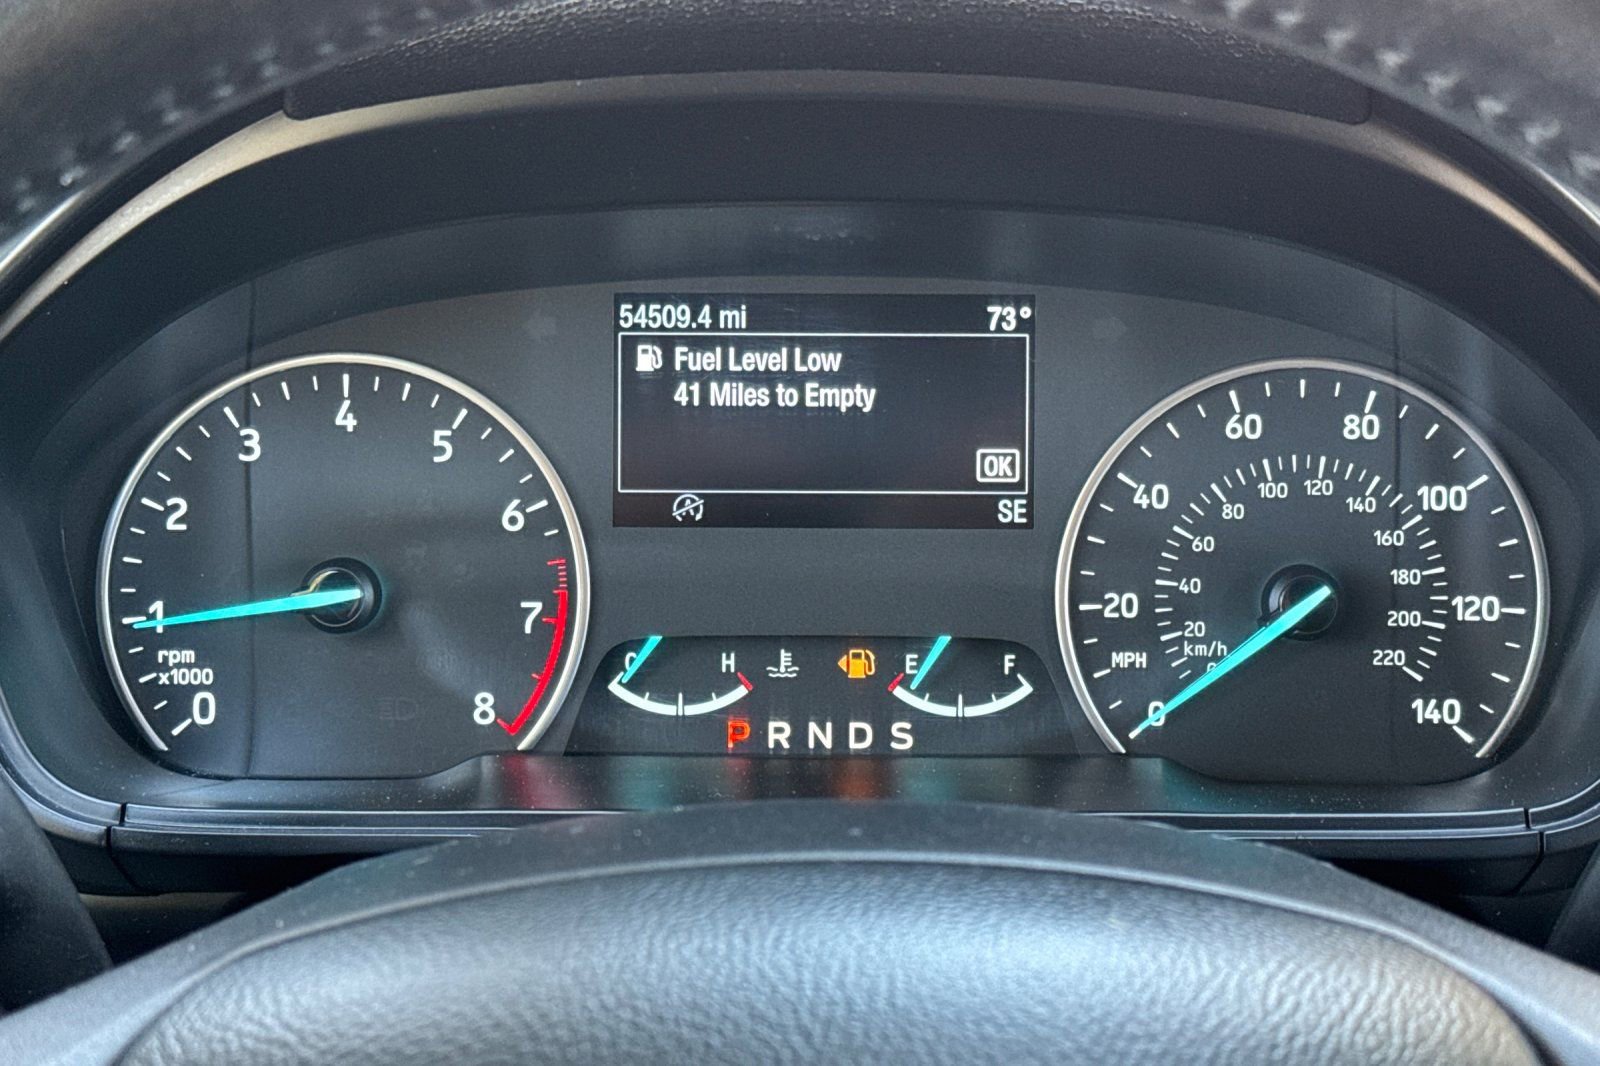 54509.4 mi 73°
Fuel Level Low
41 Miles to Empty
OK
A
SE
0 1 2 3 4 5 6 7 8
rpm
x1000
C H
E F
P R N D S
0 20 40 60 80 100 120 140
MPH
20 40 60 80 100 120 140 160 180 200 220
km/h
0